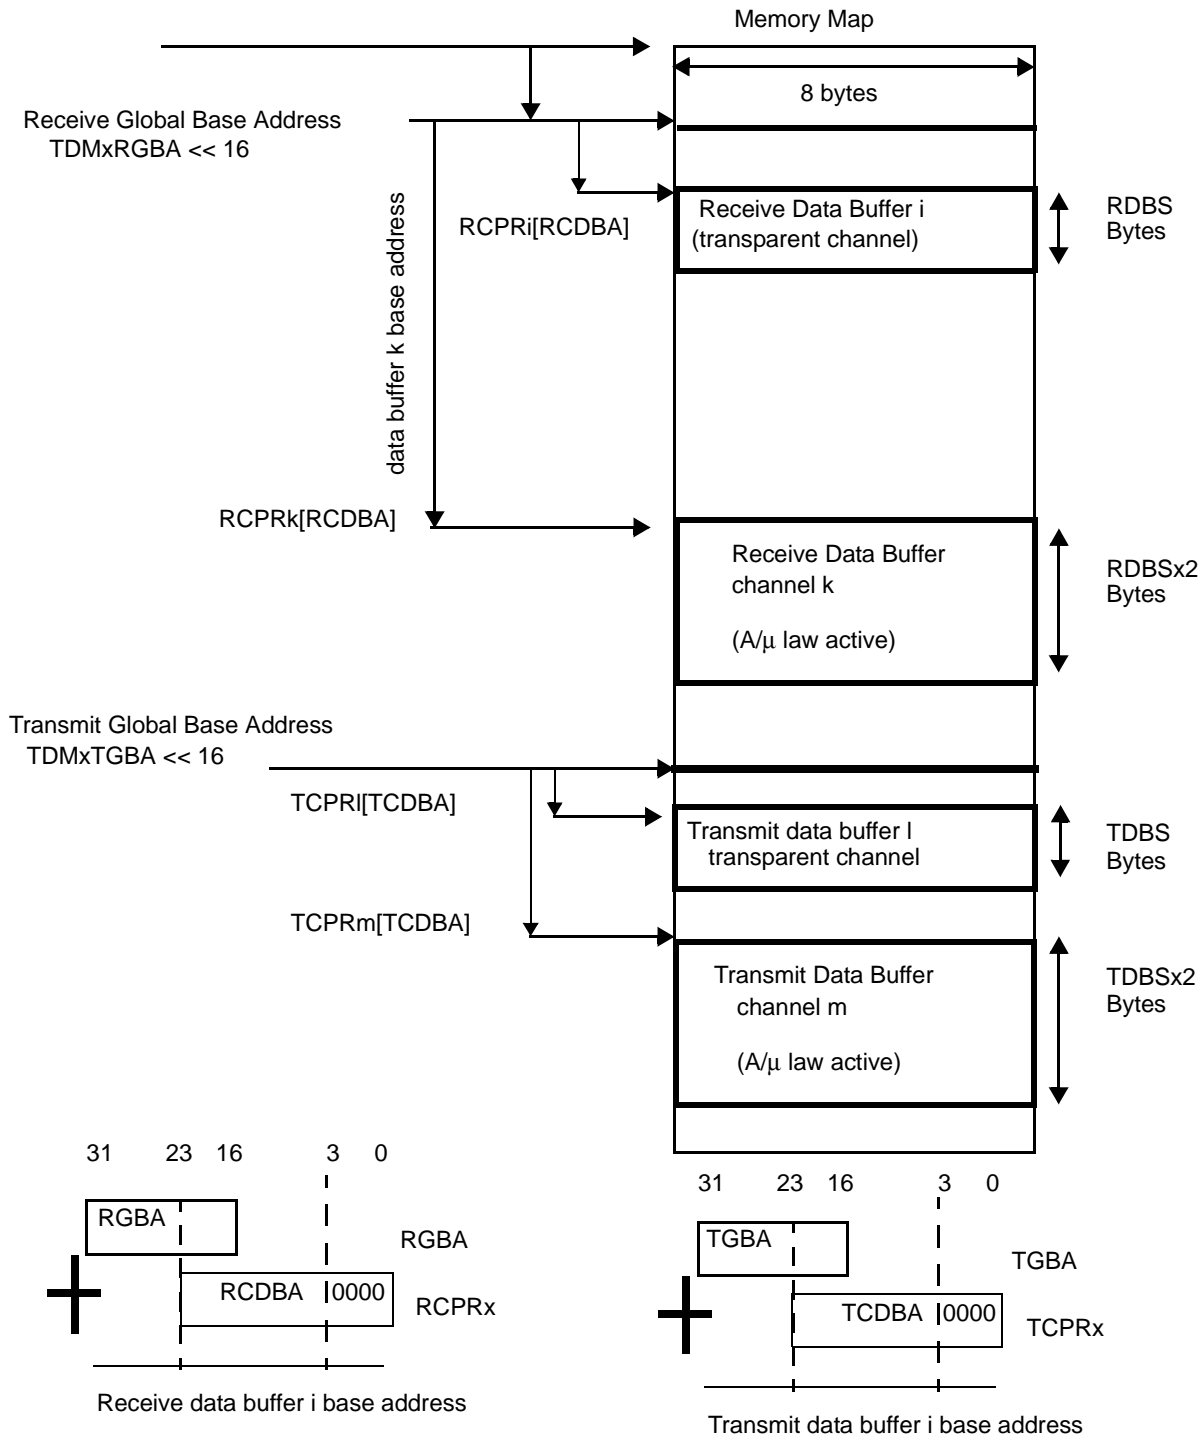 Memory Map
8 bytes
Receive Global Base Address
TDMxRGBA << 16
data buffer k base address
RCPRi[RCDBA]
Receive Data Buffer i
(transparent channel)
RDBS
Bytes
RCPRk[RCDBA]
Receive Data Buffer
channel k
(A/μ law active)
RDBSx2
Bytes
Transmit Global Base Address
TDMxTGBA << 16
TCPRl[TCDBA]
Transmit data buffer l
transparent channel
TDBS
Bytes
TCPRm[TCDBA]
Transmit Data Buffer
channel m
(A/μ law active)
TDBSx2
Bytes
31 23 16 3 0
RGBA
RGBA
RCDBA 0000
RCPRx
Receive data buffer i base address
31 23 16 3 0
TGBA
TGBA
TCDBA 0000
TCPRx
Transmit data buffer i base address